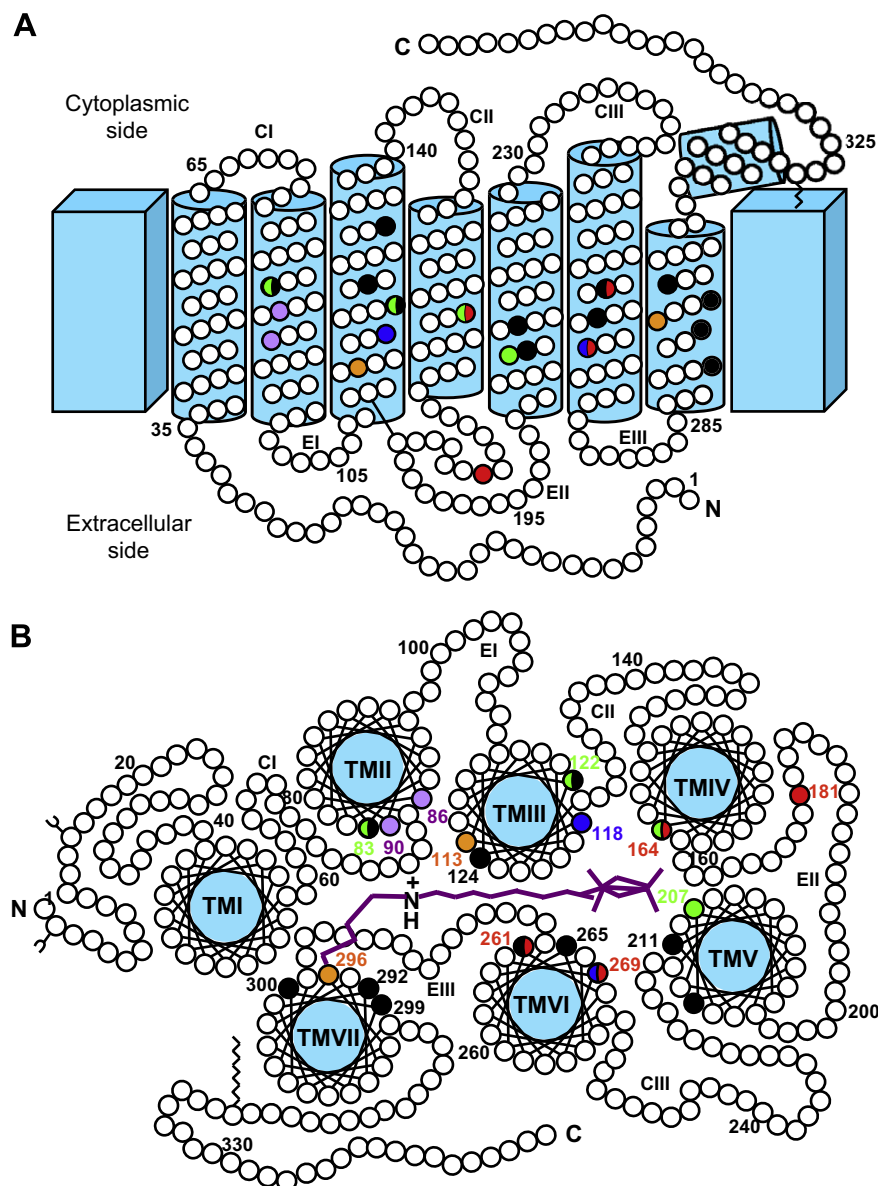 A
C
Cytoplasmic
side
CI
CII
CIII
65
140
230
325
35
EI
105
EII
195
EIII
285
1
N
Extracellular
side
B
100
EI
140
CII
20
CI
TMII
122
TMIV
181
80
86
TMIII
40
118
83
90
113
164
124
160
60
EII
N
1
TMI
+
N
H
207
261
265
211
TMV
296
269
300
292
EIII
299
TMVI
200
TMVII
260
CIII
240
330
C